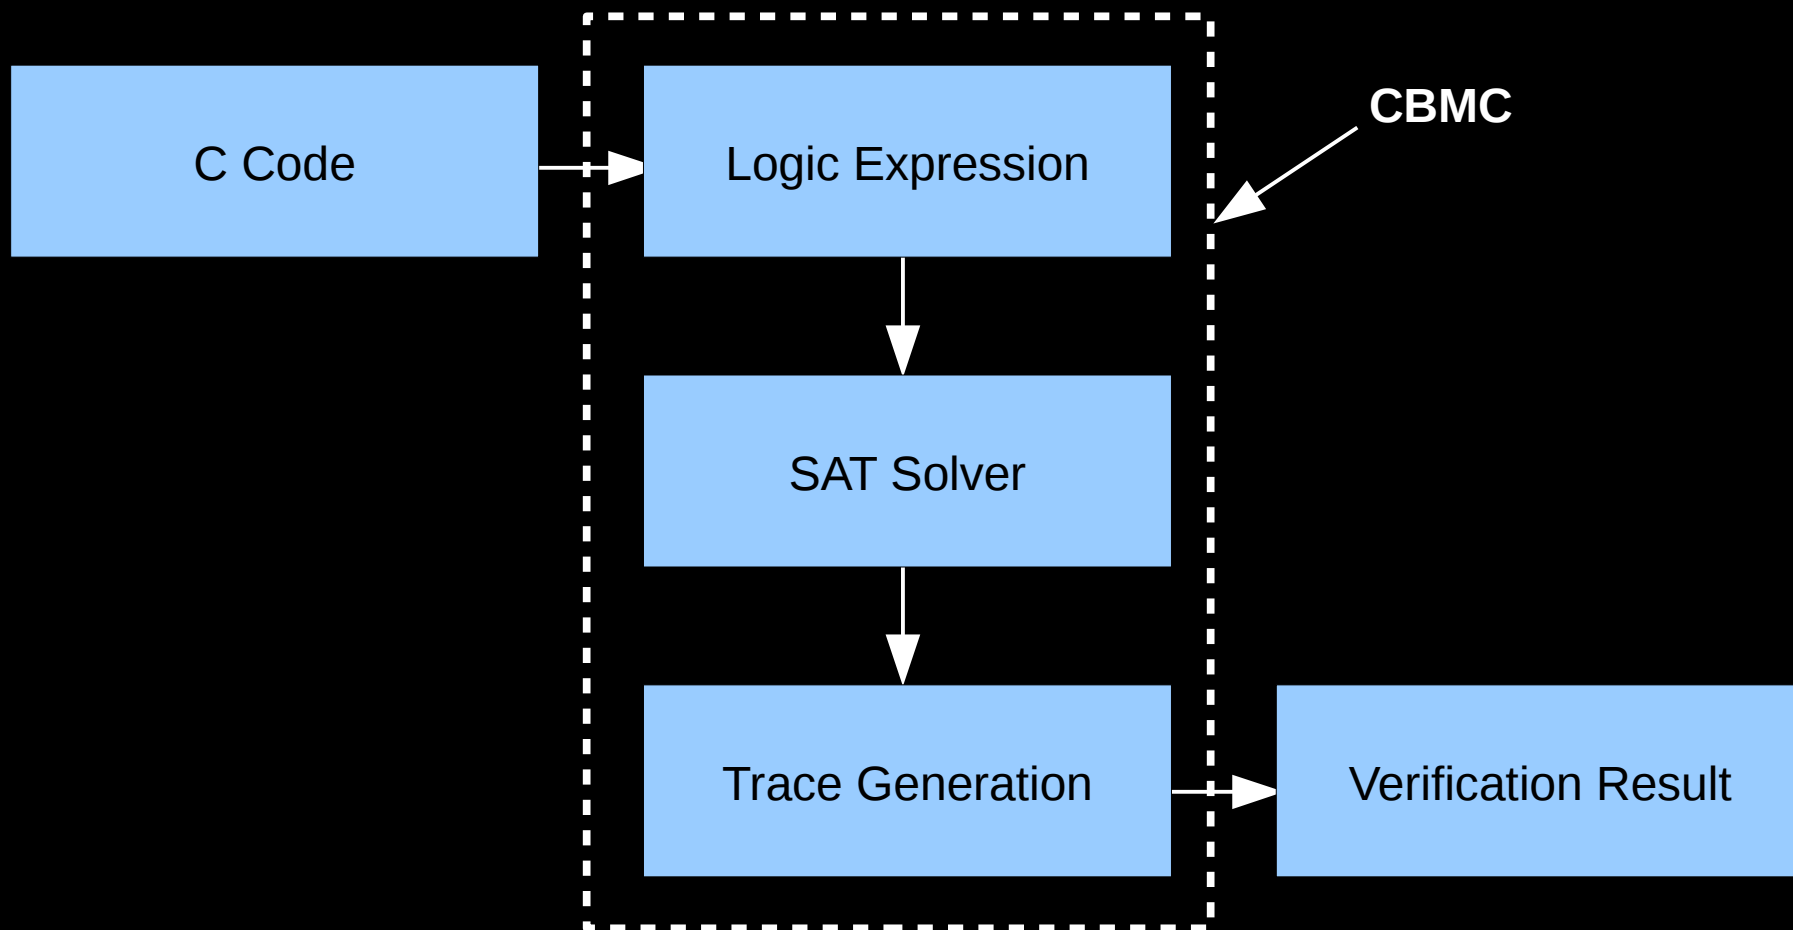 C Code
Logic Expression
CBMC
SAT Solver
Trace Generation
Verification Result